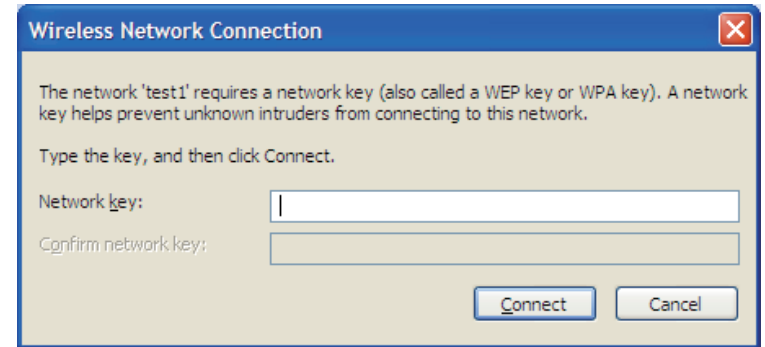 Wireless Network Connection
The network 'test1' requires a network key (also called a WEP key or WPA key). A network
key helps prevent unknown intruders from connecting to this network.
Type the key, and then click Connect.
Network key:
Confirm network key:
Connect Cancel